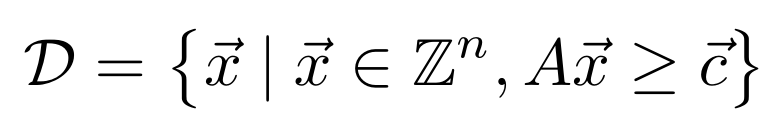 𝒟 = {x⃗ | x⃗ ∈ ℤⁿ, Ax⃗ ≥ c⃗}